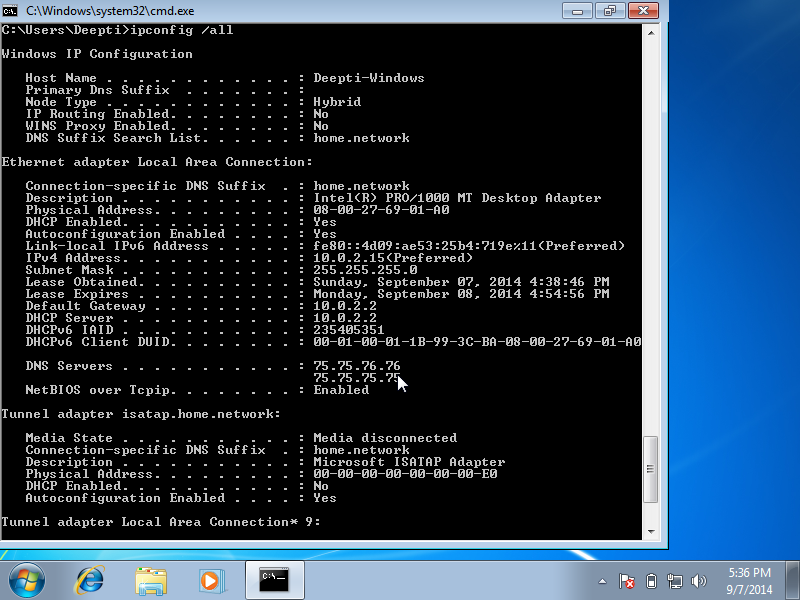 C:\Windows\system32\cmd.exe
C:\Users\Deepti>ipconfig /all
Windows IP Configuration
Host Name . . . . . . . . . . . . : Deepti-Windows
Primary Dns Suffix  . . . . . . . :
Node Type . . . . . . . . . . . . : Hybrid
IP Routing Enabled. . . . . . . . : No
WINS Proxy Enabled. . . . . . . . : No
DNS Suffix Search List. . . . . . : home.network
Ethernet adapter Local Area Connection:
Connection-specific DNS Suffix  . : home.network
Description . . . . . . . . . . . : Intel(R) PRO/1000 MT Desktop Adapter
Physical Address. . . . . . . . . : 08-00-27-69-01-A0
DHCP Enabled. . . . . . . . . . . : Yes
Autoconfiguration Enabled . . . . : Yes
Link-local IPv6 Address . . . . . : fe80::4d09:ae53:25b4:719e%11(Preferred)
IPv4 Address. . . . . . . . . . . : 10.0.2.15(Preferred)
Subnet Mask . . . . . . . . . . . : 255.255.255.0
Lease Obtained. . . . . . . . . . : Sunday, September 07, 2014 4:38:46 PM
Lease Expires . . . . . . . . . . : Monday, September 08, 2014 4:54:56 PM
Default Gateway . . . . . . . . . : 10.0.2.2
DHCP Server . . . . . . . . . . . : 10.0.2.2
DHCPv6 IAID . . . . . . . . . . . : 235405351
DHCPv6 Client DUID. . . . . . . . : 00-01-00-01-1B-99-3C-BA-08-00-27-69-01-A0
DNS Servers . . . . . . . . . . . : 75.75.76.76
75.75.75.75
NetBIOS over Tcpip. . . . . . . . : Enabled
Tunnel adapter isatap.home.network:
Media State . . . . . . . . . . . : Media disconnected
Connection-specific DNS Suffix  . : home.network
Description . . . . . . . . . . . : Microsoft ISATAP Adapter
Physical Address. . . . . . . . . : 00-00-00-00-00-00-00-E0
DHCP Enabled. . . . . . . . . . . : No
Autoconfiguration Enabled . . . . : Yes
Tunnel adapter Local Area Connection* 9:
C:\_
5:36 PM
9/7/2014